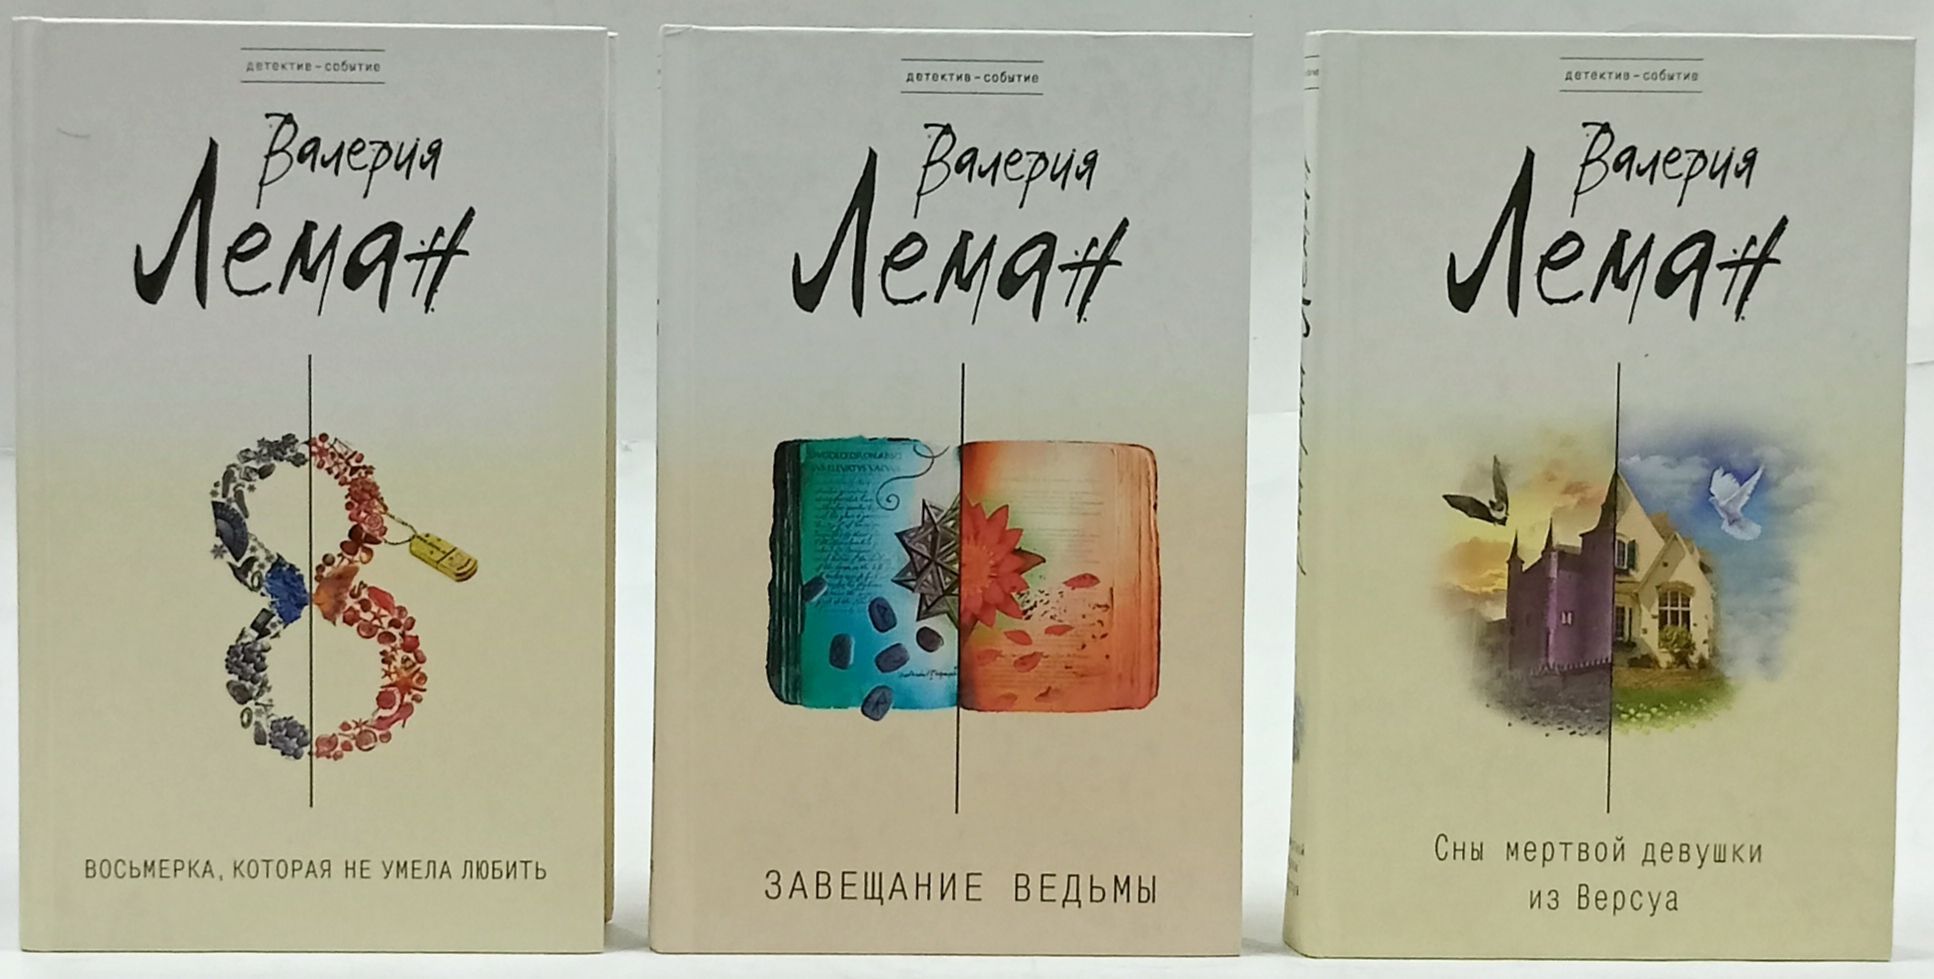 детектив-событие
Валерия
Леман
ВОСЬМЕРКА, КОТОРАЯ НЕ УМЕЛА ЛЮБИТЬ
детектив-событие
Валерия
Леман
ЗАВЕЩАНИЕ ВЕДЬМЫ
детектив-событие
Валерия
Леман
Сны мертвой девушки
из Версуа